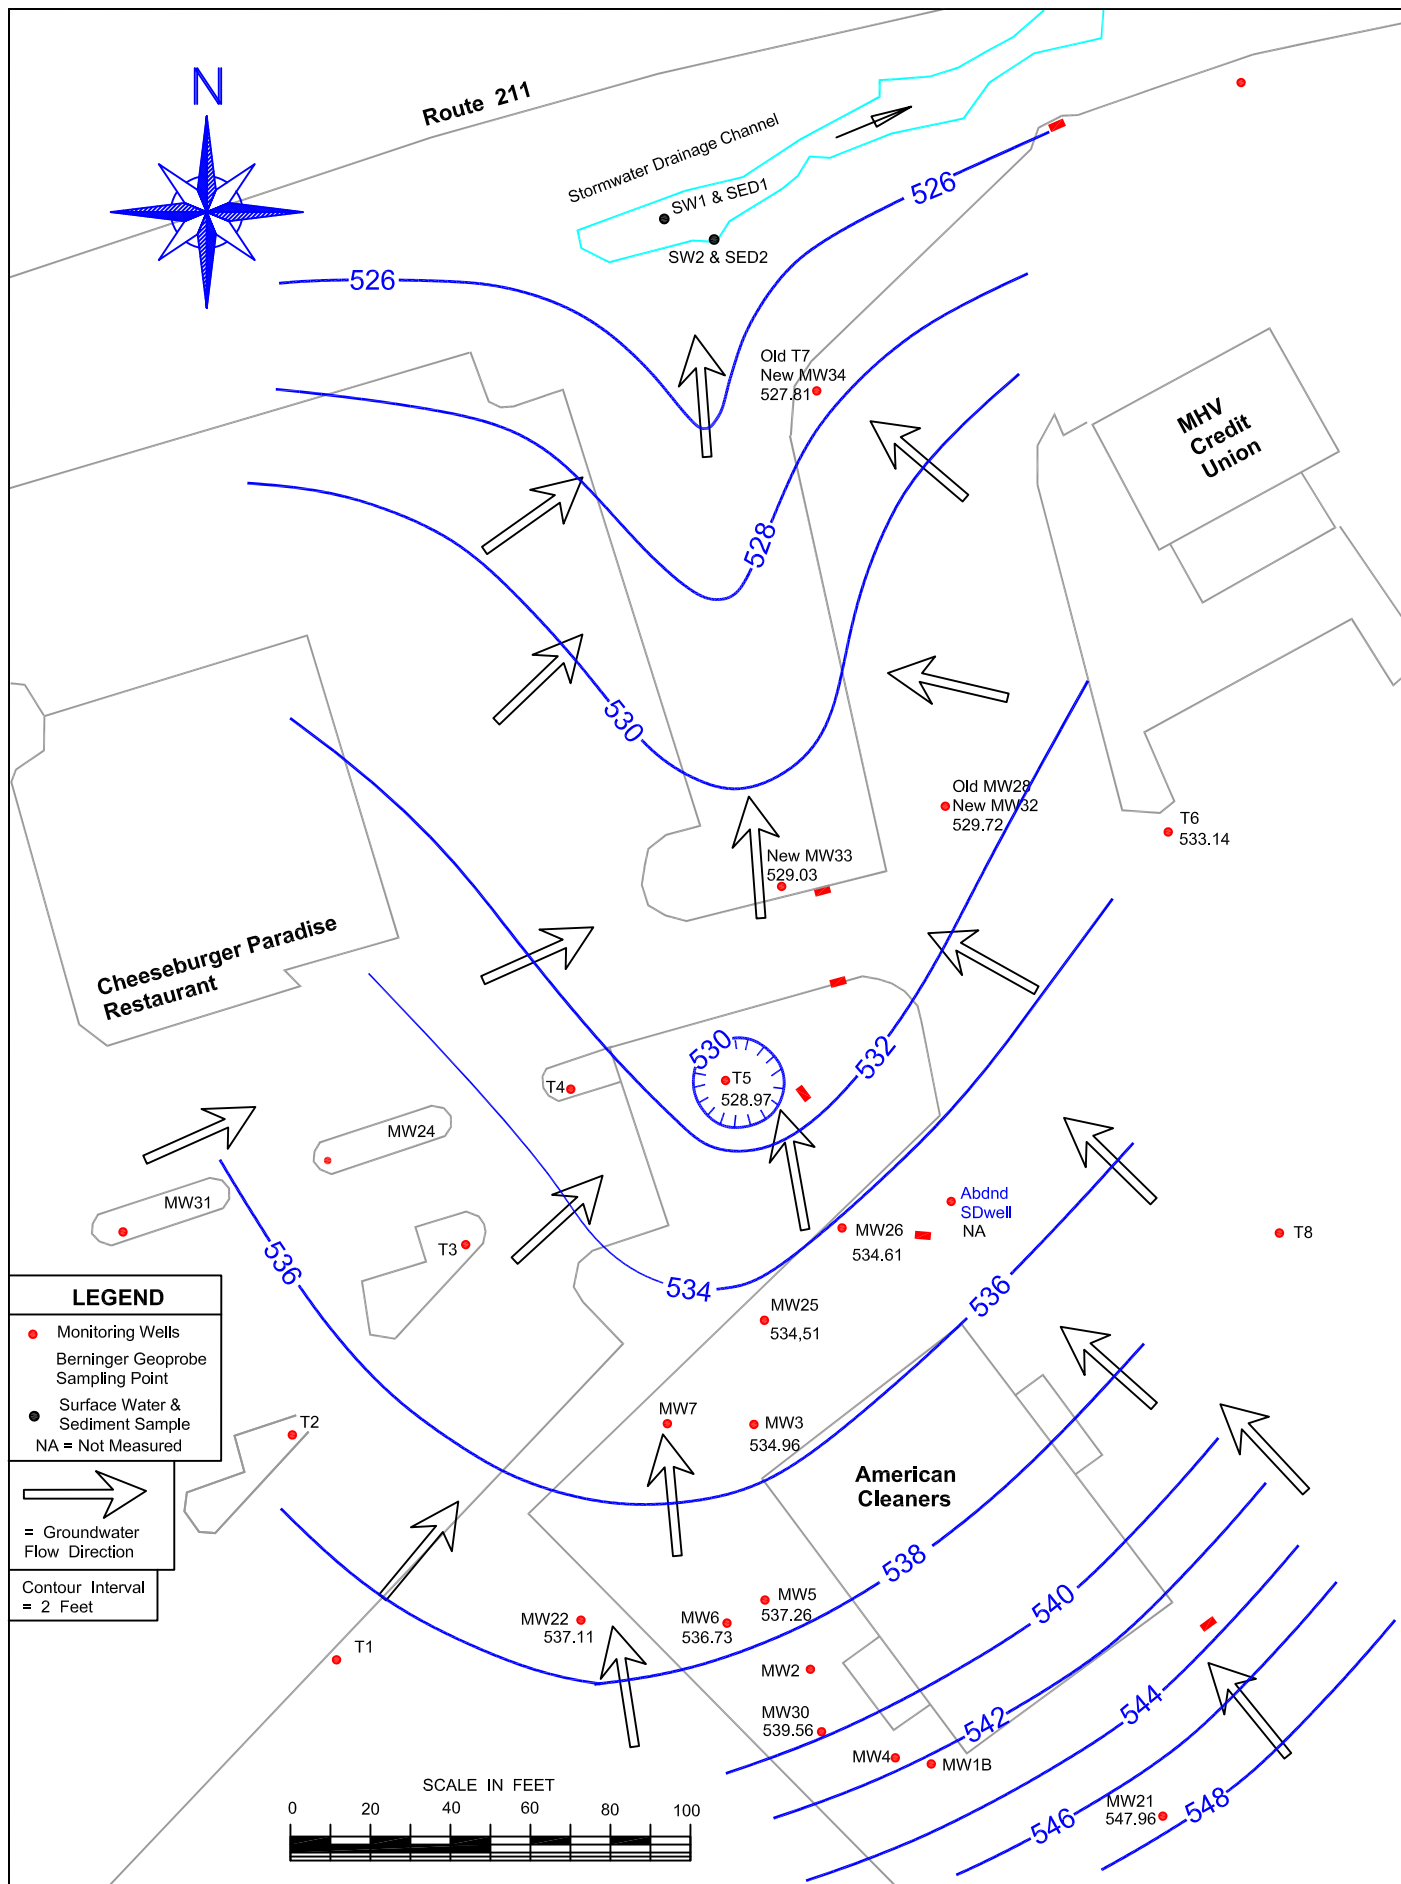 N
Route 211
Stormwater Drainage Channel
SW1 & SED1
SW2 & SED2
526
526
Old T7
New MW34
527.81
MHV
Credit
Union
528
530
Old MW28
New MW32
529.72
T6
533.14
New MW33
529.03
Cheeseburger Paradise
Restaurant
530
T5
528.97
532
T4
MW24
MW31
T3
Abdnd
SDwell
NA
MW26
534.61
T8
536
534
536
MW25
534,51
LEGEND
Monitoring Wells
Berninger Geoprobe
Sampling Point
Surface Water &
Sediment Sample
NA = Not Measured
= Groundwater
Flow Direction
Contour Interval
= 2 Feet
T2
MW7
MW3
534.96
American
Cleaners
538
540
MW5
537.26
MW22
537.11
MW6
536.73
T1
MW2
MW30
539.56
542
544
MW4
MW1B
MW21
547.96
546
548
SCALE IN FEET
0 20 40 60 80 100